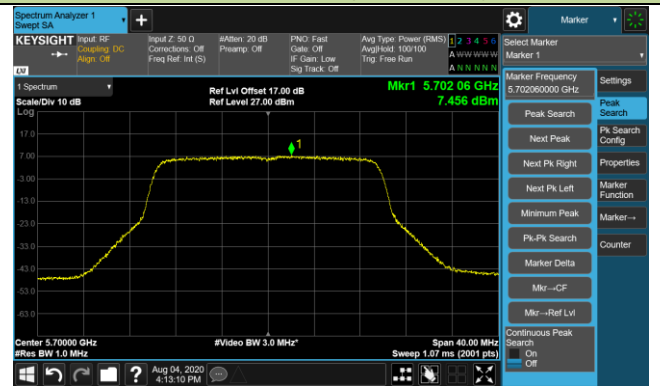 Spectrum Analyzer 1
Swept SA
+
Marker
KEYSIGHT
Input: RF
Coupling: DC
Align: Off
Input Z: 50 Ω
Corrections: Off
Freq Ref: Int (S)
#Atten: 20 dB
Preamp: Off
PNO: Fast
Gate: Off
IF Gain: Low
Sig Track: Off
Avg Type: Power (RMS)
Avg|Hold: 100/100
Trig: Free Run
1 2 3 4 5 6
A W W W W W
A N N N N N
LXI
Select Marker
Marker 1
1 Spectrum
Scale/Div 10 dB
Log
Ref Lvl Offset 17.00 dB
Ref Level 27.00 dBm
Mkr1 5.702 06 GHz
7.456 dBm
17.0
7.00
-3.00
-13.0
-23.0
-33.0
-43.0
-53.0
-63.0
1
Center 5.70000 GHz
#Res BW 1.0 MHz
#Video BW 3.0 MHz*
Span 40.00 MHz
Sweep 1.07 ms (2001 pts)
Marker Frequency
5.702060000 GHz
Peak Search
Next Peak
Next Pk Right
Next Pk Left
Minimum Peak
Pk-Pk Search
Marker Delta
Mkr→CF
Mkr→Ref Lvl
Continuous Peak
Search
On
Off
Settings
Peak
Search
Pk Search
Config
Properties
Marker
Function
Marker→
Counter
?
Aug 04, 2020
4:13:10 PM